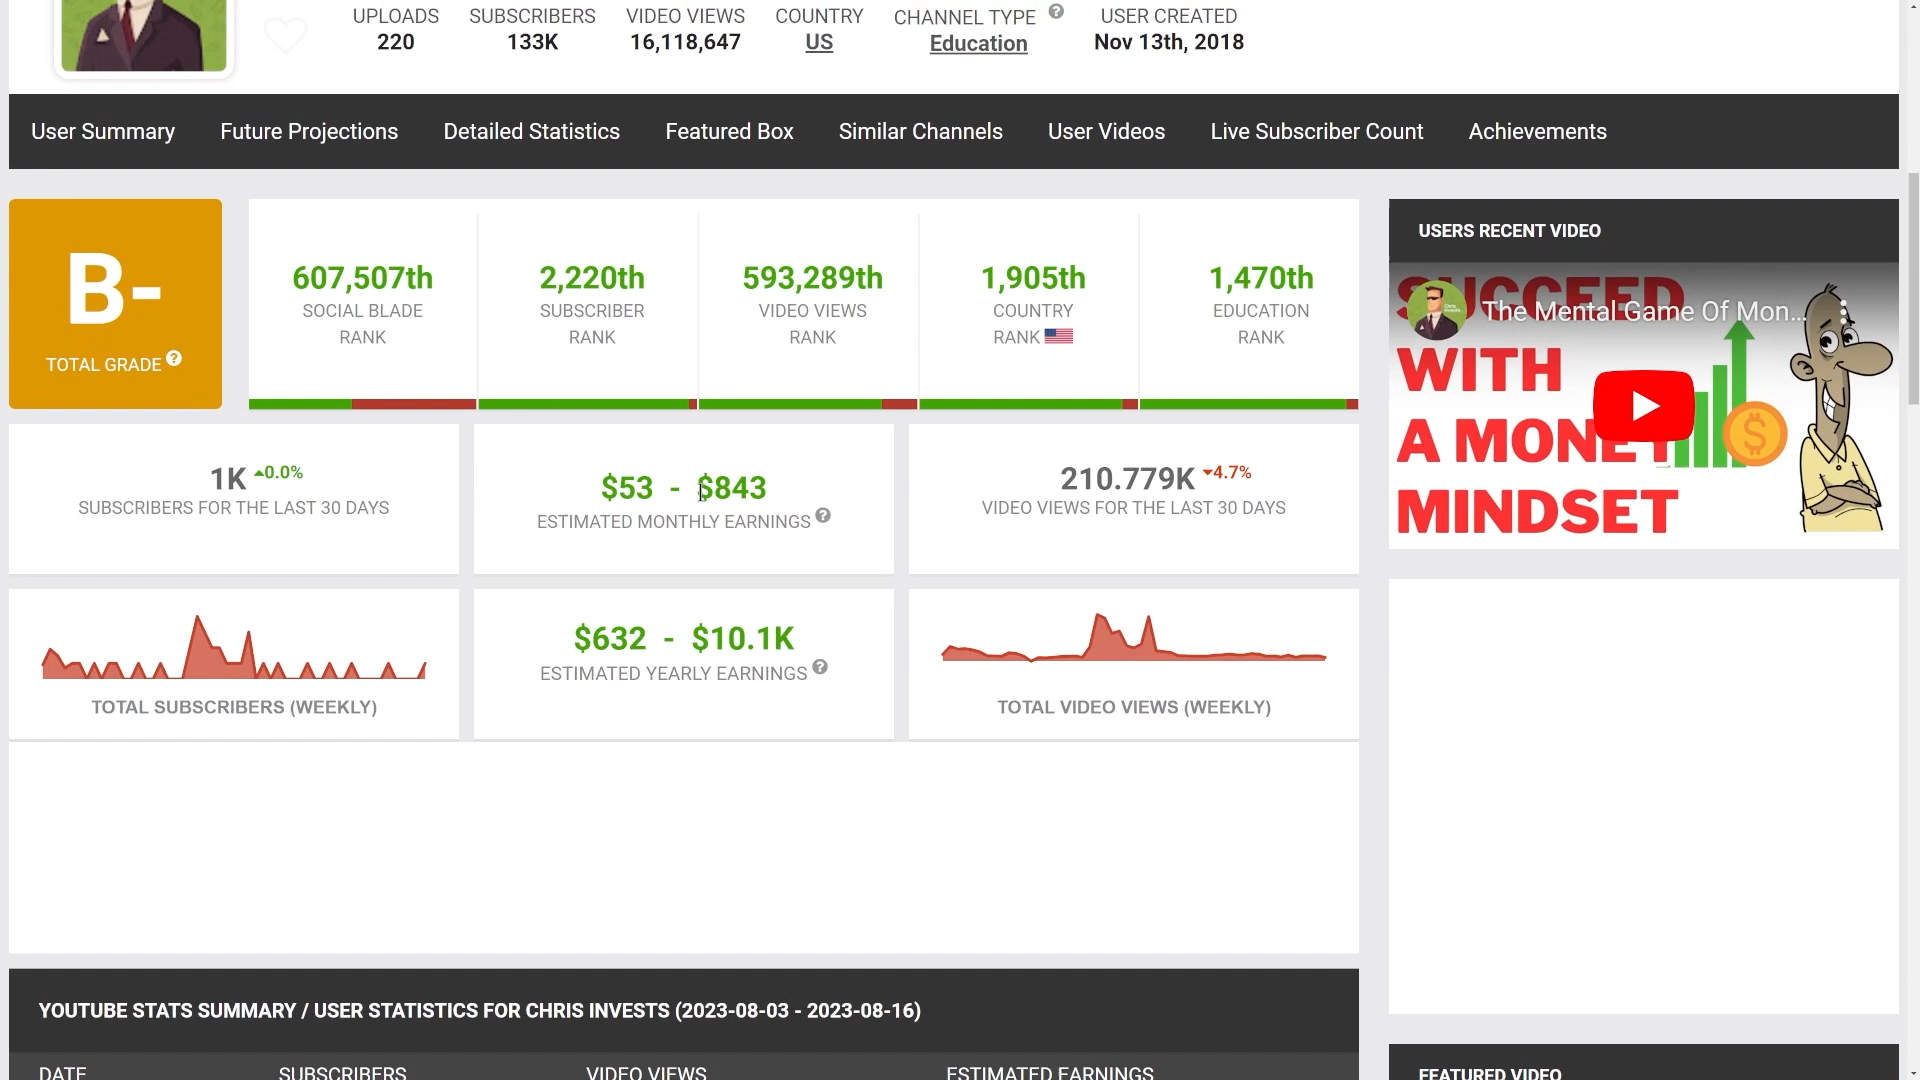 UPLOADS
220
SUBSCRIBERS
133K
VIDEO VIEWS
16,118,647
COUNTRY
US
CHANNEL TYPE ?
Education
USER CREATED
Nov 13th, 2018
User Summary
Future Projections
Detailed Statistics
Featured Box
Similar Channels
User Videos
Live Subscriber Count
Achievements
B-
TOTAL GRADE ?
607,507th
SOCIAL BLADE
RANK
2,220th
SUBSCRIBER
RANK
593,289th
VIDEO VIEWS
RANK
1,905th
COUNTRY
RANK
1,470th
EDUCATION
RANK
USERS RECENT VIDEO
SUCCEED
The Mental Game Of Mon...
WITH
A MONEY
MINDSET
$
1K 0.0%
SUBSCRIBERS FOR THE LAST 30 DAYS
$53 - $843
ESTIMATED MONTHLY EARNINGS ?
210.779K 4.7%
VIDEO VIEWS FOR THE LAST 30 DAYS
TOTAL SUBSCRIBERS (WEEKLY)
$632 - $10.1K
ESTIMATED YEARLY EARNINGS ?
TOTAL VIDEO VIEWS (WEEKLY)
YOUTUBE STATS SUMMARY / USER STATISTICS FOR CHRIS INVESTS (2023-08-03 - 2023-08-16)
DATE
SUBSCRIBERS
VIDEO VIEWS
ESTIMATED EARNINGS
FEATURED VIDEO